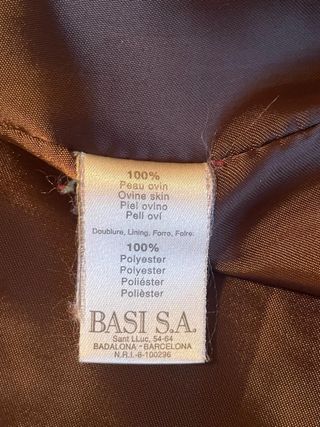 100%
Peau ovin
Ovine skin
Piel ovino
Pell oví
Doublure, Lining, Forro, Folre:
100%
Polyester
Polyester
Poliéster
Polièster
BASI S.A.
Sant LLuc, 54-64
BADALONA - BARCELONA
N.R.I.-8-100296